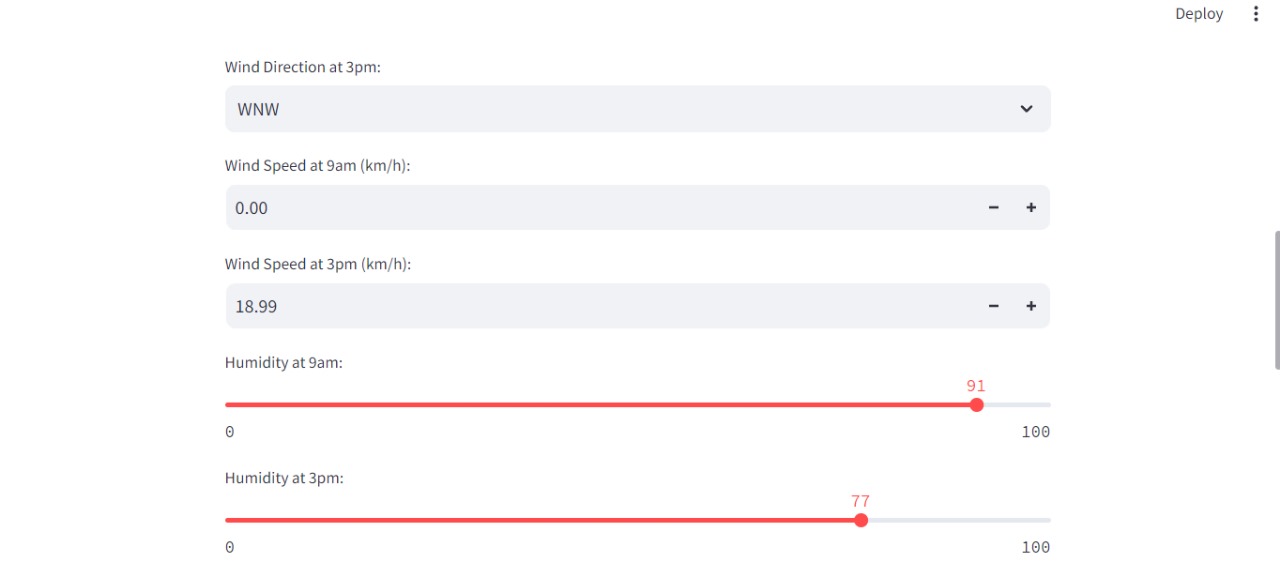 Deploy
Wind Direction at 3pm:
WNW
Wind Speed at 9am (km/h):
0.00
Wind Speed at 3pm (km/h):
18.99
Humidity at 9am:
91
0 100
Humidity at 3pm:
77
0 100